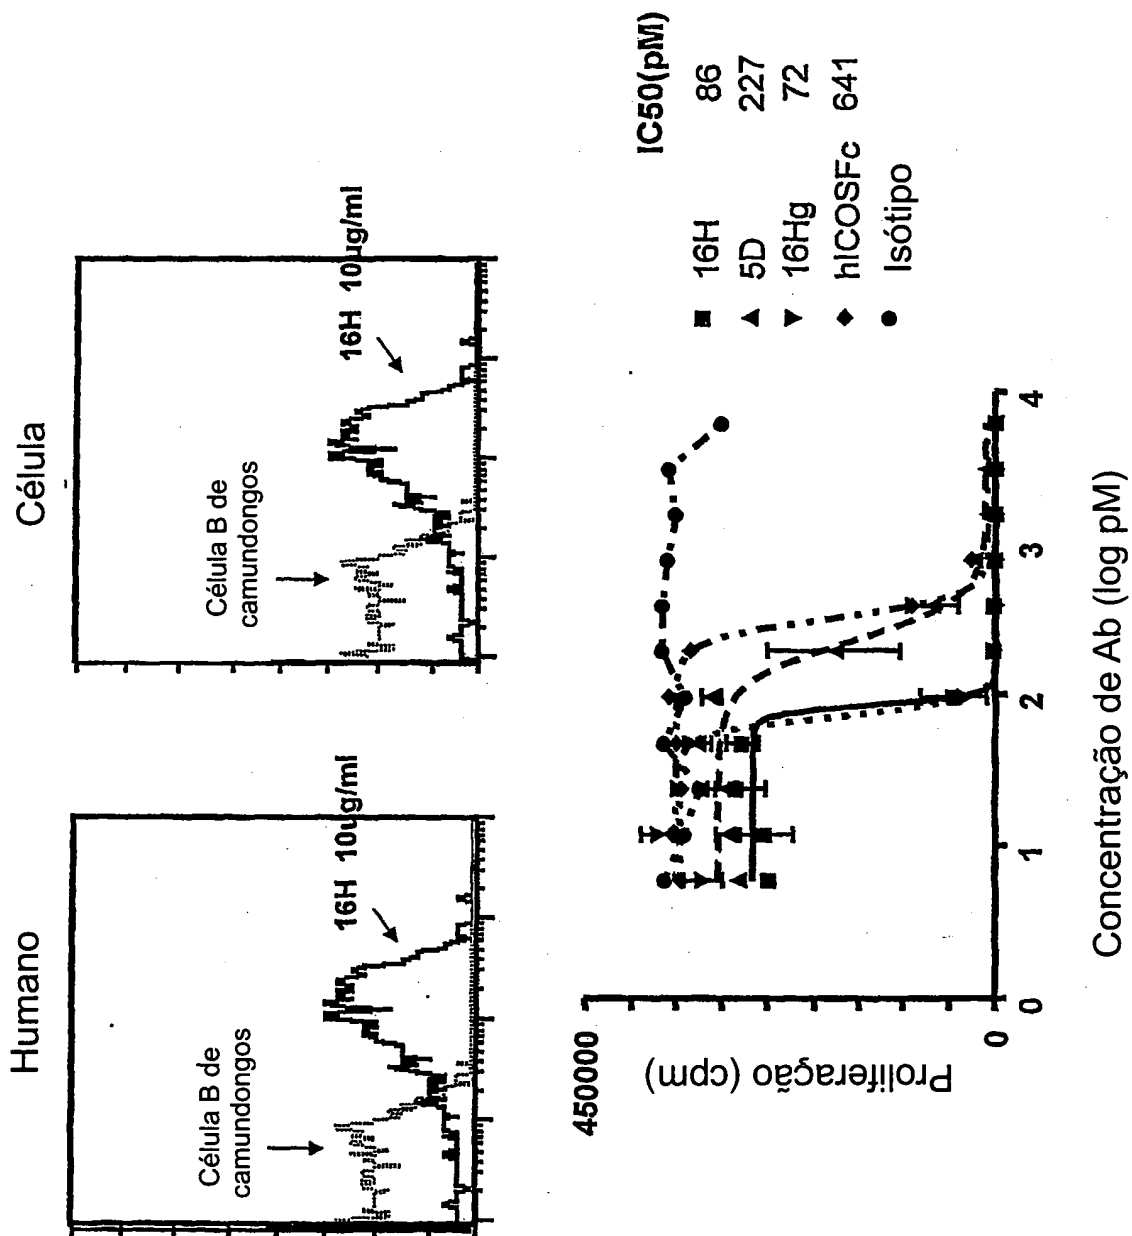 Humano
Célula B de
camundongos
16H 10ug/ml
Célula
Célula B de
camundongos
16H 10ug/ml
450000
0
Proliferação (cpm)
0
1
2
3
4
Concentração de Ab (log pM)
IC50(pM)
16H 86
5D 227
16Hg 72
hICOSFc 641
Isótipo